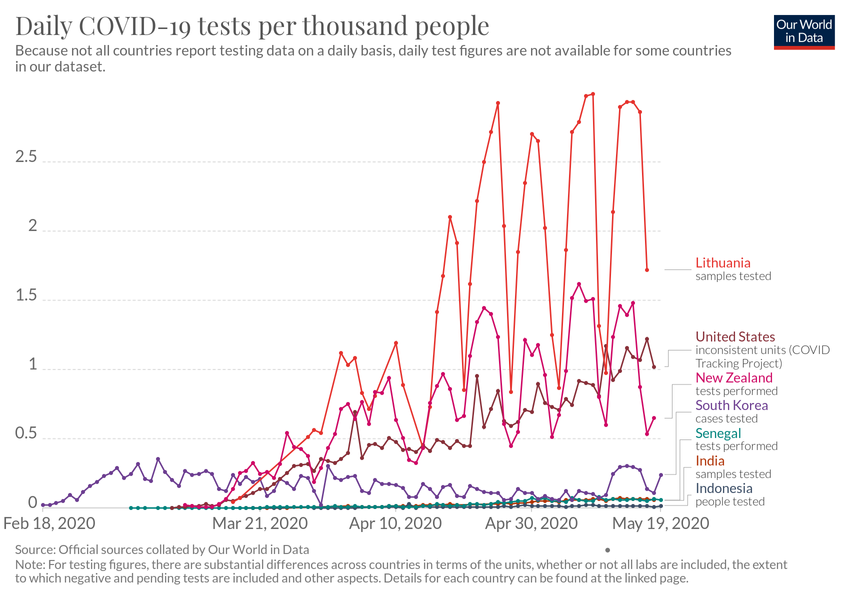 Daily COVID-19 tests per thousand people
Our World
in Data
Because not all countries report testing data on a daily basis, daily test figures are not available for some countries
in our dataset.
2.5
2
1.5
1
0.5
0
Feb 18, 2020
Mar 21, 2020
Apr 10, 2020
Apr 30, 2020
May 19, 2020
Lithuania
samples tested
United States
inconsistent units (COVID
Tracking Project)
New Zealand
tests performed
South Korea
cases tested
Senegal
tests performed
India
samples tested
Indonesia
people tested
Source: Official sources collated by Our World in Data
Note: For testing figures, there are substantial differences across countries in terms of the units, whether or not all labs are included, the extent
to which negative and pending tests are included and other aspects. Details for each country can be found at the linked page.